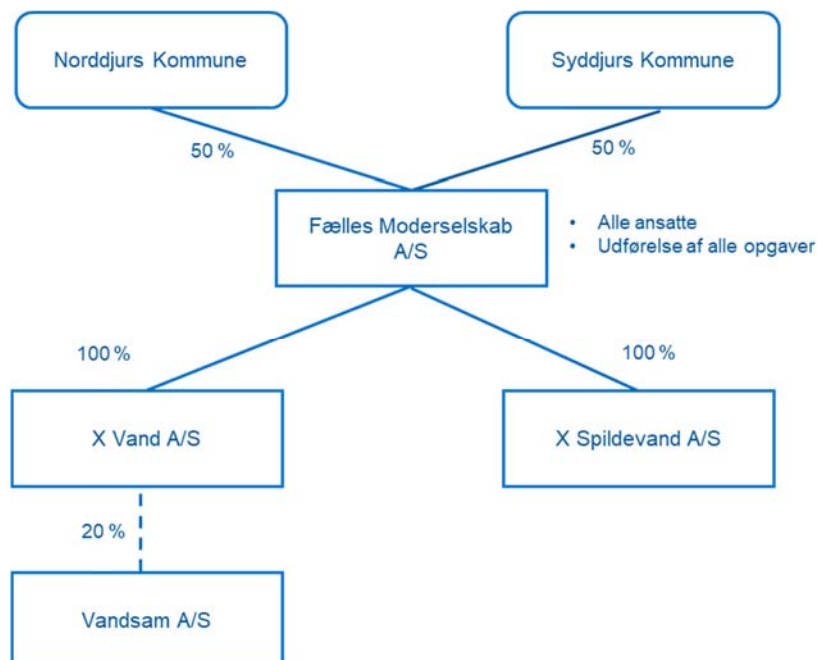 Norddjurs Kommune
Syddjurs Kommune
50 %
50 %
Fælles Moderselskab
A/S
• Alle ansatte
• Udførelse af alle opgaver
100 %
100 %
X Vand A/S
X Spildevand A/S
20 %
Vandsam A/S